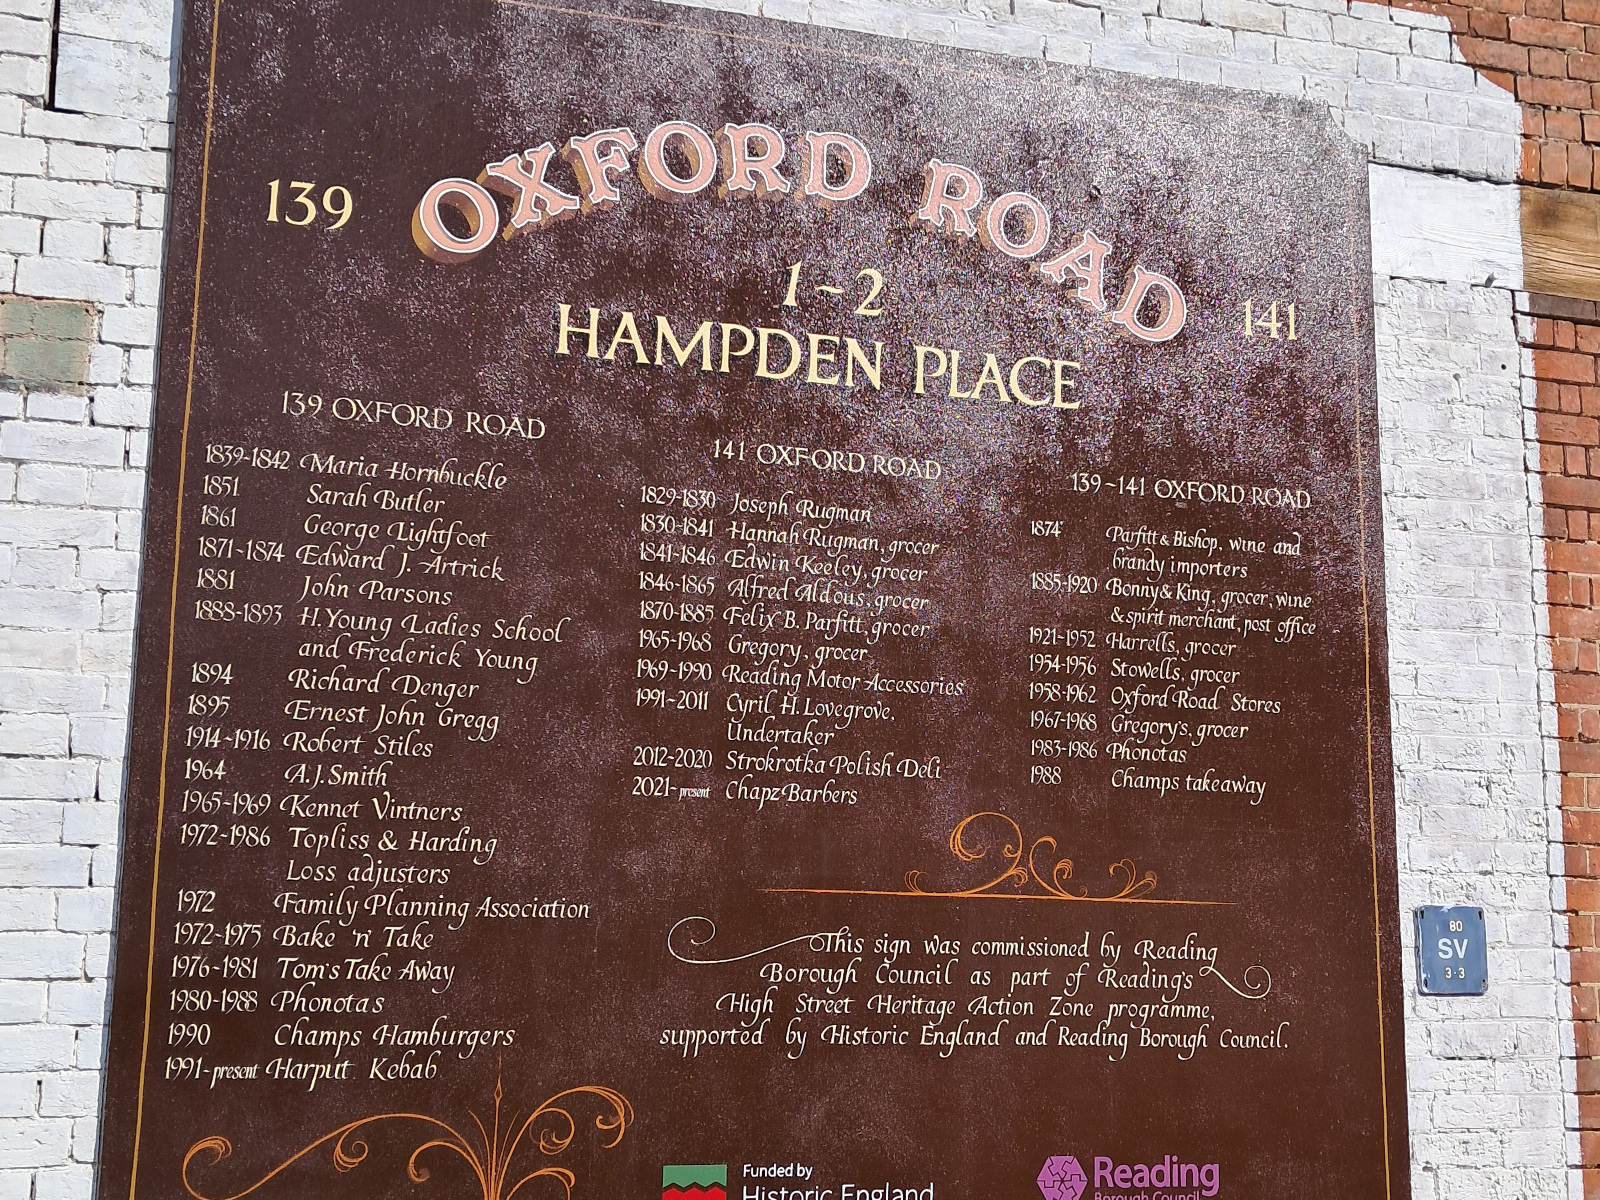 OXFORD ROAD
139
141
1-2
HAMPDEN PLACE
139 OXFORD ROAD
1839-1842 Maria Hornbuckle
1851 Sarah Butler
1861 George Lightfoot
1871-1874 Edward J. Artrick
1881 John Parsons
1888-1893 H. Young Ladies School
and Frederick Young
1894 Richard Denger
1895 Ernest John Gregg
1914-1916 Robert Stiles
1964 A.J. Smith
1965-1969 Kennet Vintners
1972-1986 Topliss & Harding
Loss adjusters
1972 Family Planning Association
1972-1975 Bake 'n' Take
1976-1981 Tom's Take Away
1980-1988 Phonotas
1990 Champs Hamburgers
1991-present Harput Kebab
141 OXFORD ROAD
1829-1830 Joseph Rugman
1830-1841 Hannah Rugman, grocer
1841-1846 Edwin Keeley, grocer
1846-1865 Alfred Aldous, grocer
1870-1885 Felix B. Parfitt, grocer
1965-1968 Gregory, grocer
1969-1990 Reading Motor Accessories
1991-2011 Cyril H. Lovegrove,
Undertaker
2012-2020 Strokrotka Polish Deli
2021-present Chapz Barbers
139-141 OXFORD ROAD
1874 Parfitt & Bishop, wine and
brandy importers
1885-1920 Bonny & King, grocer, wine
& spirit merchant, post office
1921-1952 Harrells, grocer
1954-1956 Stowells, grocer
1958-1962 Oxford Road Stores
1967-1968 Gregory's, grocer
1983-1986 Phonotas
1988 Champs takeaway
This sign was commissioned by Reading
Borough Council as part of Reading's
High Street Heritage Action Zone programme,
supported by Historic England and Reading Borough Council.
Funded by
Historic England
Reading
Borough Council
80
SV
3-3